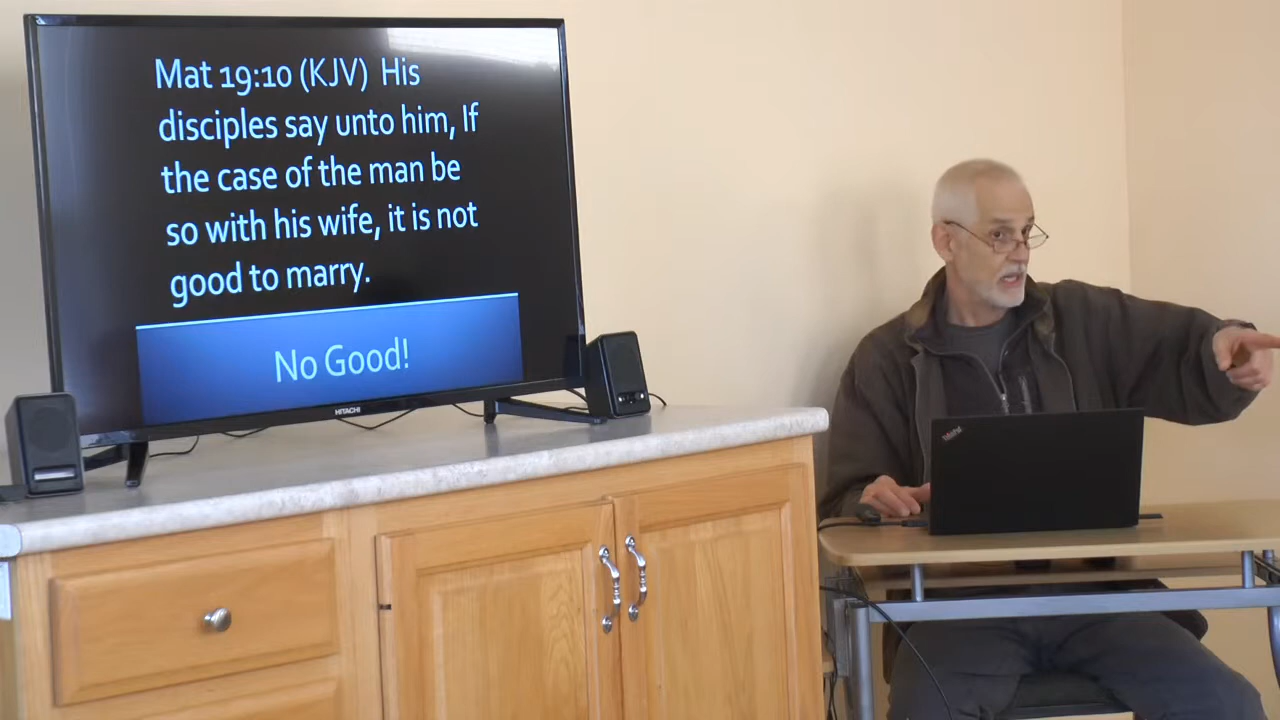 Mat 19:10 (KJV) His
disciples say unto him, If
the case of the man be
so with his wife, it is not
good to marry.
No Good!
HITACHI
ThinkPad